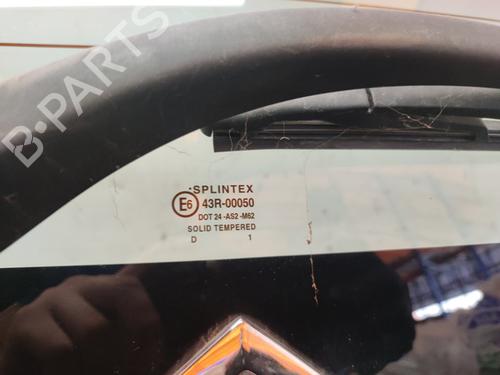 B-PARTS
SPLINTEX
E6 43R-00050
DOT 24 -AS2 -M62
SOLID TEMPERED
D 1